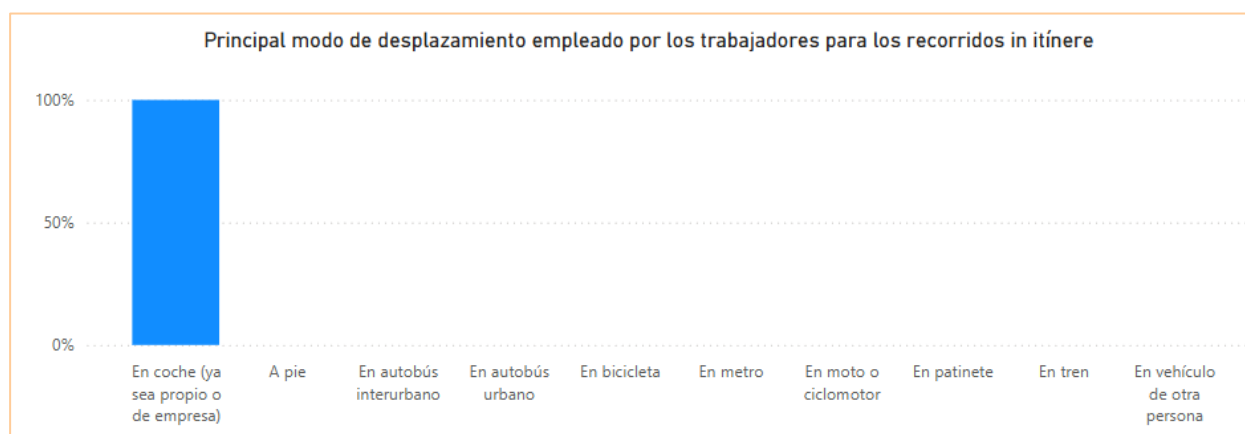 Principal modo de desplazamiento empleado por los trabajadores para los recorridos in itínere
100%
50%
0%
En coche (ya
sea propio o
de empresa)
A pie
En autobús
interurbano
En autobús
urbano
En bicicleta
En metro
En moto o
ciclomotor
En patinete
En tren
En vehículo
de otra
persona